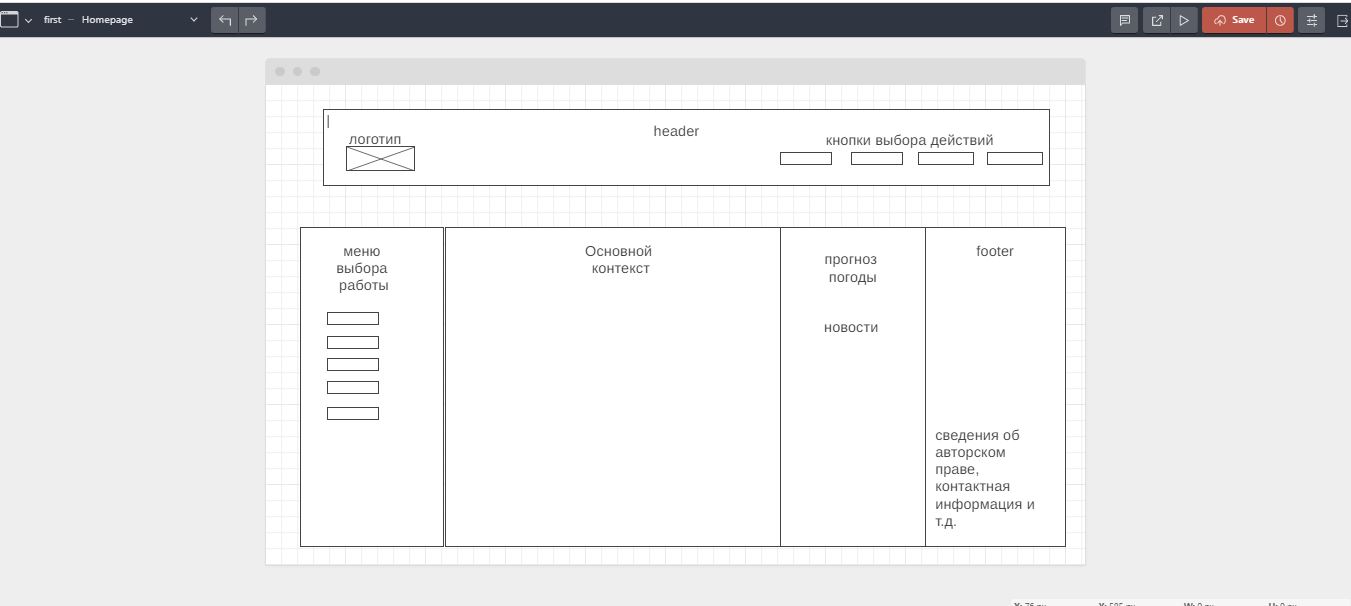 first – Homepage
Save
header
логотип
кнопки выбора действий
меню
выбора
работы
Основной
контекст
прогноз
погоды
новости
footer
сведения об
авторском
праве,
контактная
информация и
т.д.